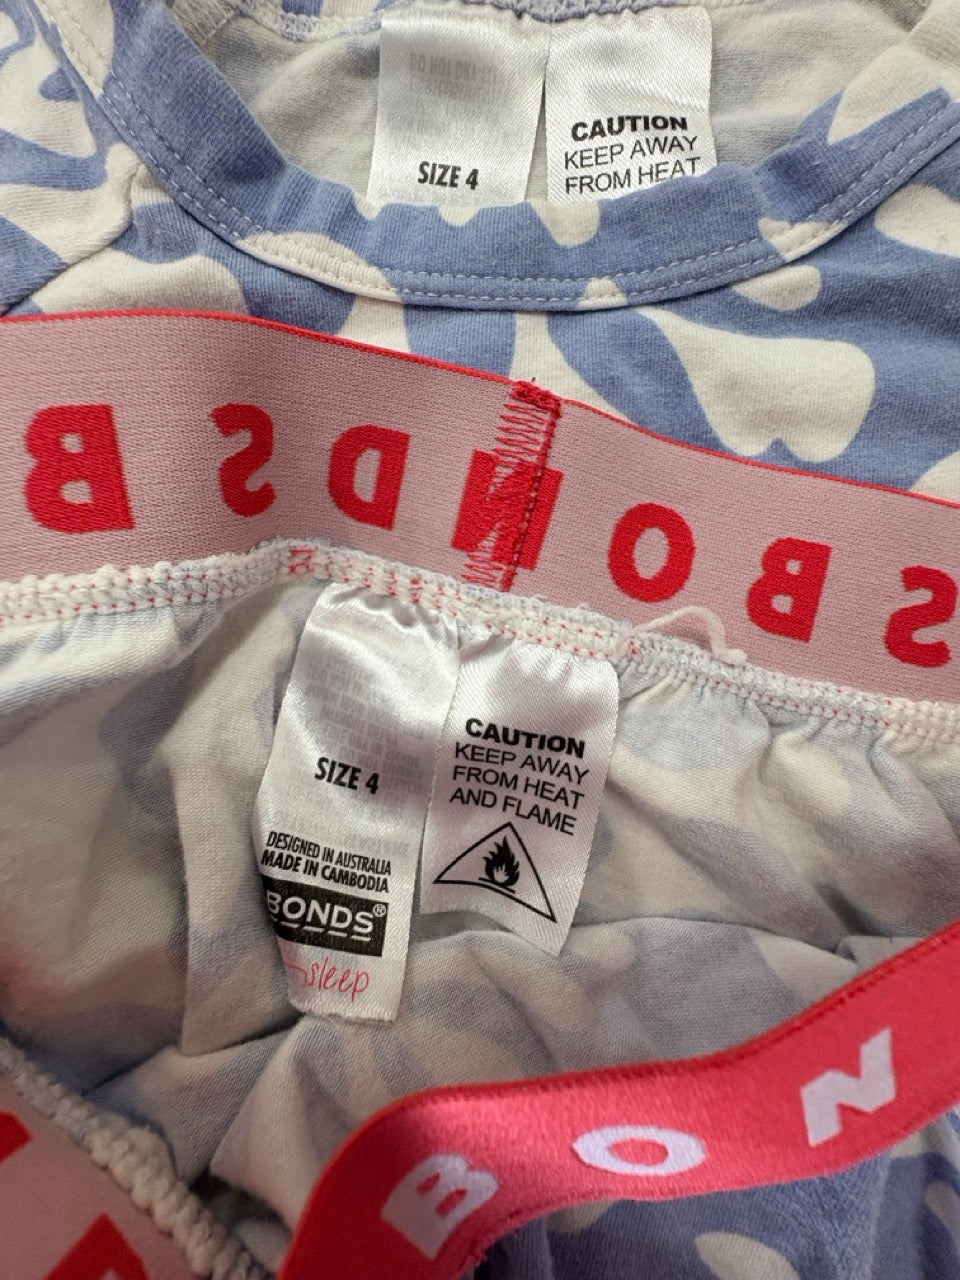 SIZE 4
CAUTION
KEEP AWAY
FROM HEAT
BONDS
BONDS
SIZE 4
DESIGNED IN AUSTRALIA
MADE IN CAMBODIA
BONDS®
sleep
CAUTION
KEEP AWAY
FROM HEAT
AND FLAME
BON